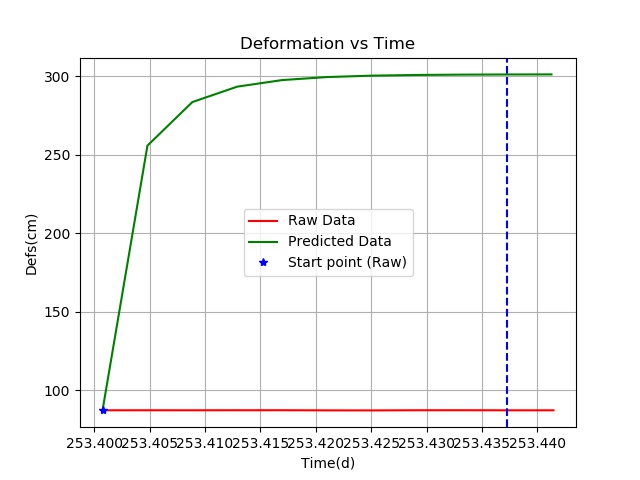 Deformation vs Time
Defs(cm)
300
250
200
150
100
Raw Data
Predicted Data
Start point (Raw)
253.400 253.405 253.410 253.415 253.420 253.425 253.430 253.435 253.440
Time(d)